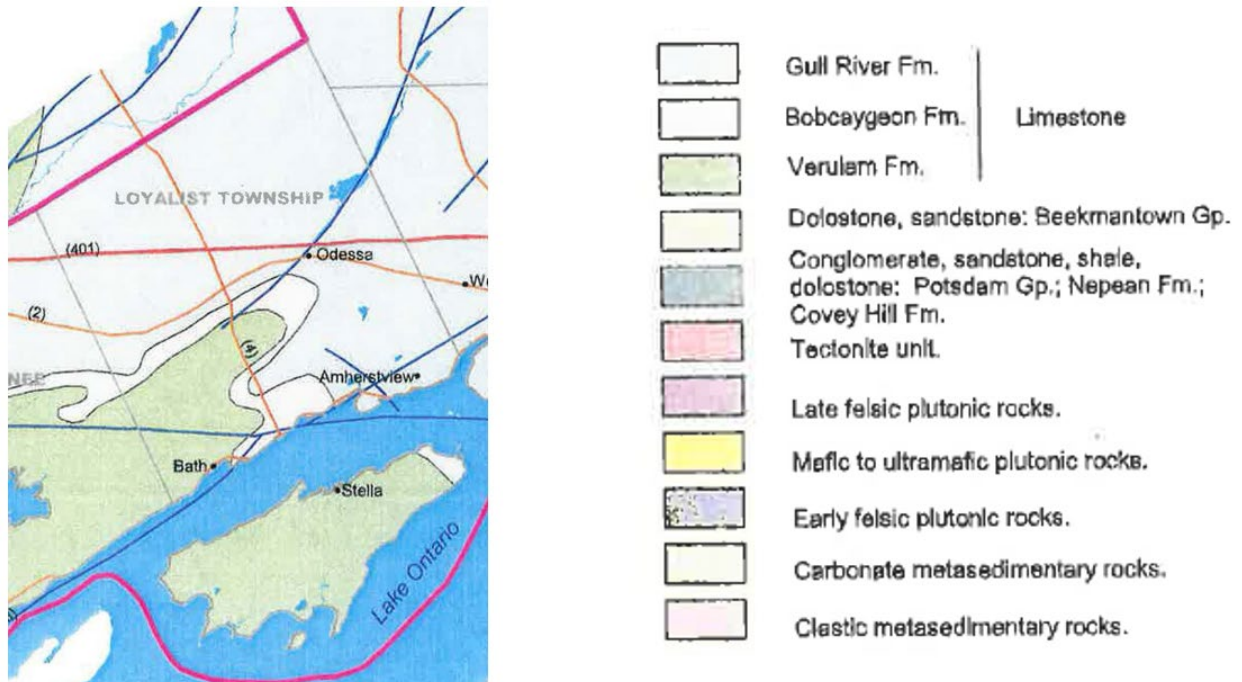 LOYALIST TOWNSHIP
(401)
Odessa
(2)
(4)
NEE
Amherstview
Bath
Stella
Lake Ontario
Gull River Fm.
Bobcaygeon Fm.
Limestone
Verulam Fm.
Dolostone, sandstone: Beekmantown Gp.
Conglomerate, sandstone, shale,
dolostone: Potsdam Gp.; Nepean Fm.;
Covey Hill Fm.
Tectonite unit.
Late felsic plutonic rocks.
Mafic to ultramafic plutonic rocks.
Early felsic plutonic rocks.
Carbonate metasedimentary rocks.
Clastic metasedimentary rocks.